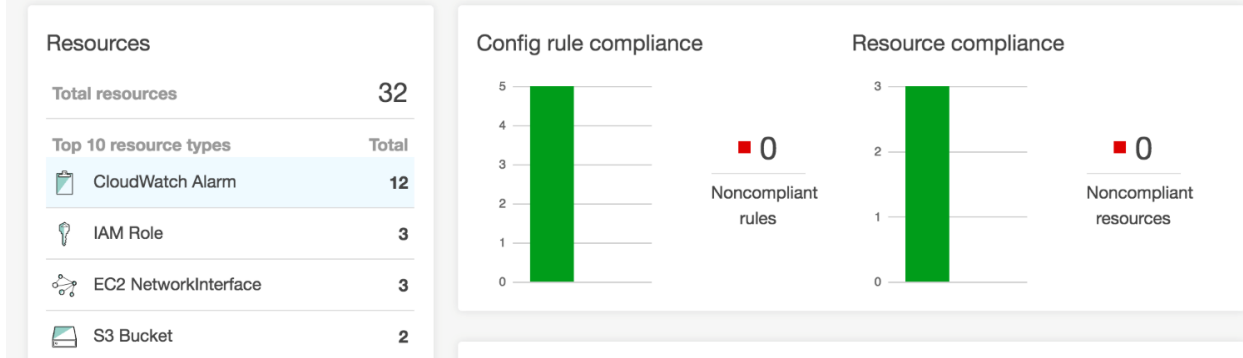 Resources
Total resources 32
Top 10 resource types Total
CloudWatch Alarm 12
IAM Role 3
EC2 NetworkInterface 3
S3 Bucket 2
Config rule compliance
5
4
3
2
1
0
0
Noncompliant
rules
Resource compliance
3
2
1
0
0
Noncompliant
resources